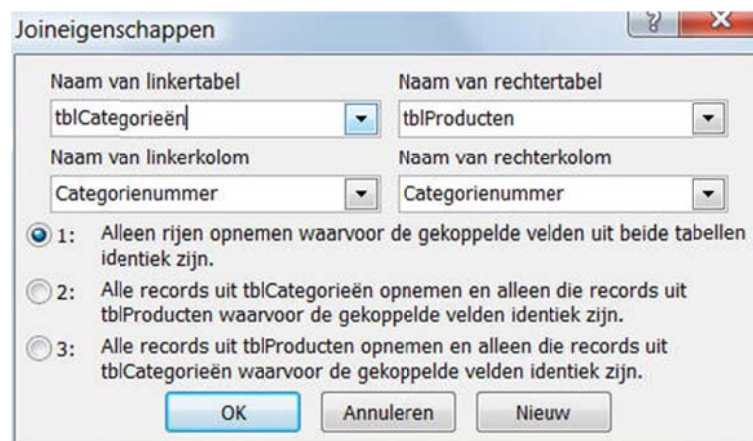 Joineigenschappen
Naam van linkertabel Naam van rechtertabel
tblCategorieën tblProducten
Naam van linkerkolom Naam van rechterkolom
Categorienummer Categorienummer
1: Alleen rijen opnemen waarvoor de gekoppelde velden uit beide tabellen
identiek zijn.
2: Alle records uit tblCategorieën opnemen en alleen die records uit
tblProducten waarvoor de gekoppelde velden identiek zijn.
3: Alle records uit tblProducten opnemen en alleen die records uit
tblCategorieën waarvoor de gekoppelde velden identiek zijn.
OK Annuleren Nieuw